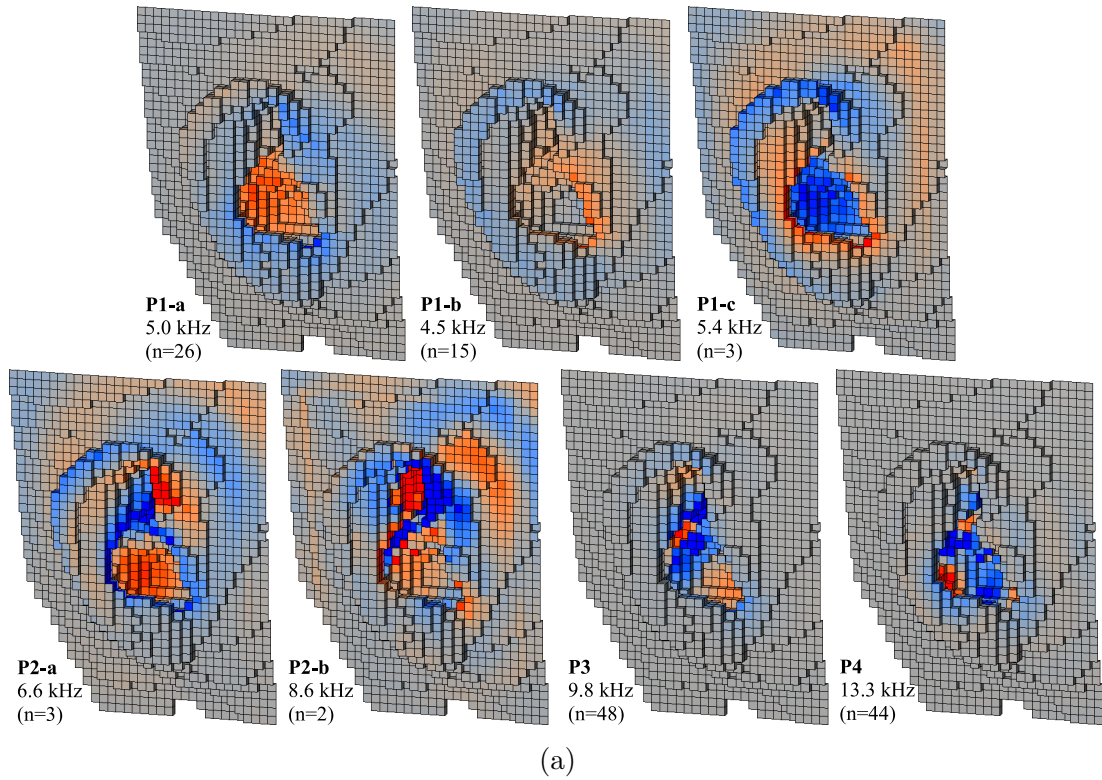 P1-a
5.0 kHz
(n=26)
P1-b
4.5 kHz
(n=15)
P1-c
5.4 kHz
(n=3)
P2-a
6.6 kHz
(n=3)
P2-b
8.6 kHz
(n=2)
P3
9.8 kHz
(n=48)
P4
13.3 kHz
(n=44)
(a)